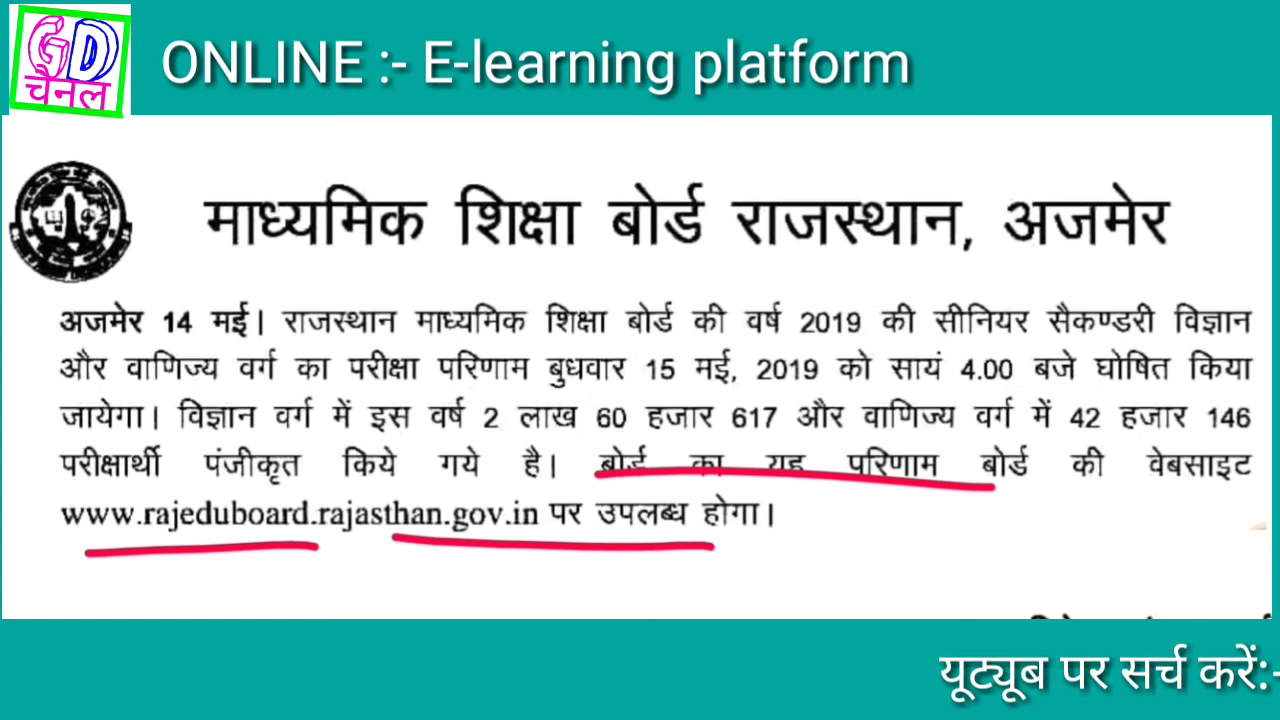 GD
चैनल
ONLINE :- E-learning platform
माध्यमिक शिक्षा बोर्ड राजस्थान, अजमेर
अजमेर 14 मई। राजस्थान माध्यमिक शिक्षा बोर्ड की वर्ष 2019 की सीनियर सैकण्डरी विज्ञान
और वाणिज्य वर्ग का परीक्षा परिणाम बुधवार 15 मई, 2019 को सायं 4.00 बजे घोषित किया
जायेगा। विज्ञान वर्ग में इस वर्ष 2 लाख 60 हजार 617 और वाणिज्य वर्ग में 42 हजार 146
परीक्षार्थी पंजीकृत किये गये है। बोर्ड का यह परिणाम बोर्ड की वेबसाइट
www.rajeduboard.rajasthan.gov.in पर उपलब्ध होगा।
यूट्यूब पर सर्च करें:-